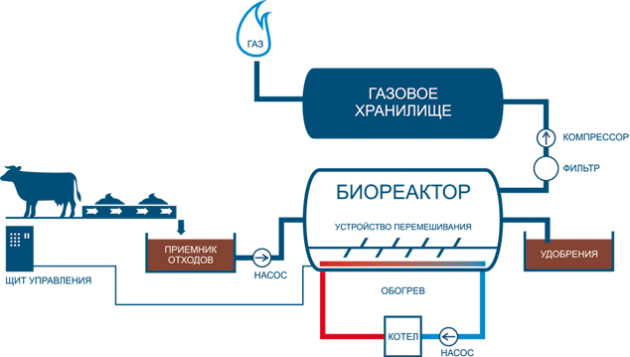 ГАЗ
ГАЗОВОЕ
ХРАНИЛИЩЕ
КОМПРЕССОР
ФИЛЬТР
БИОРЕАКТОР
УСТРОЙСТВО ПЕРЕМЕШИВАНИЯ
ПРИЕМНИК
ОТХОДОВ
НАСОС
УДОБРЕНИЯ
ЩИТ УПРАВЛЕНИЯ
ОБОГРЕВ
КОТЕЛ
НАСОС